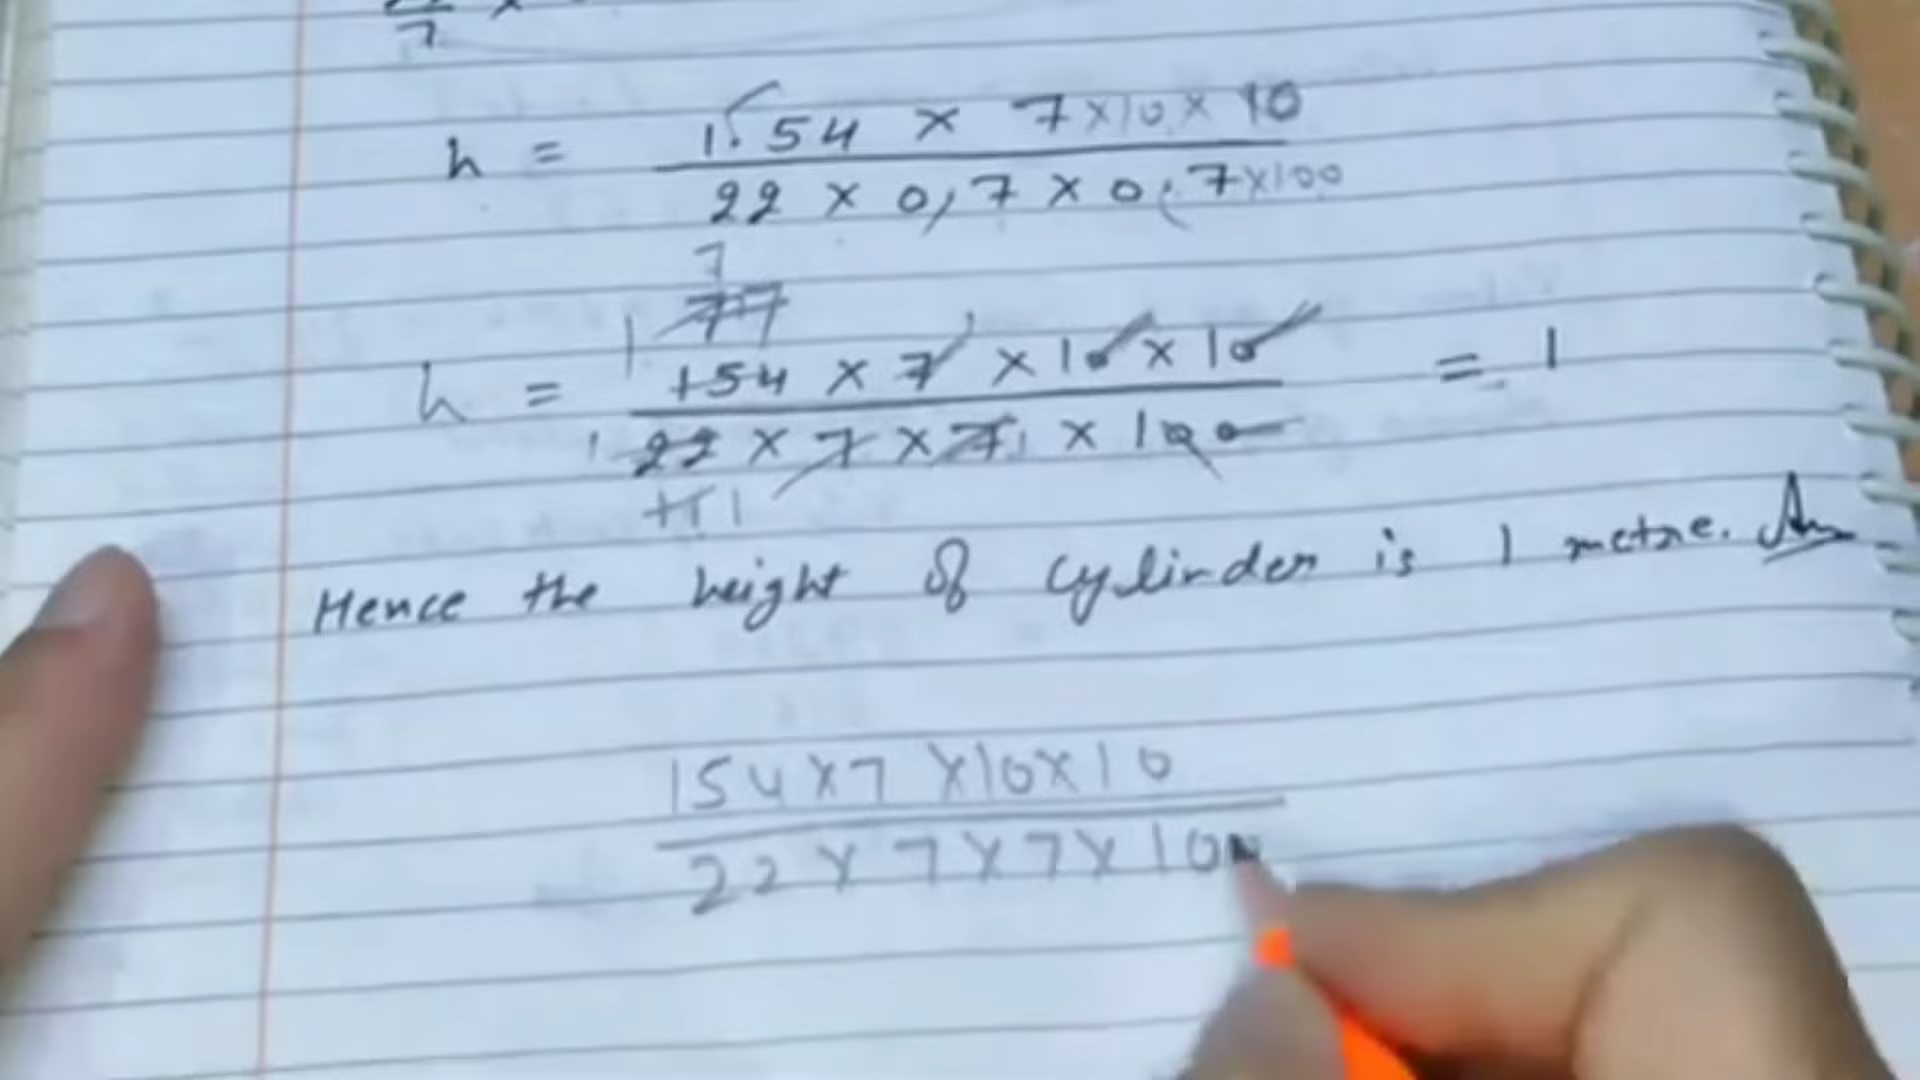 7
h = 1.54 × 7×10×10
22 × 0.7 × 0.7×100
7
77
h = 154 × 7 × 10 × 10 = 1
22 × 7 × 7 × 100
11
Hence the height of cylinder is 1 metre. Ans
154×7×10×10
22×7×7×100